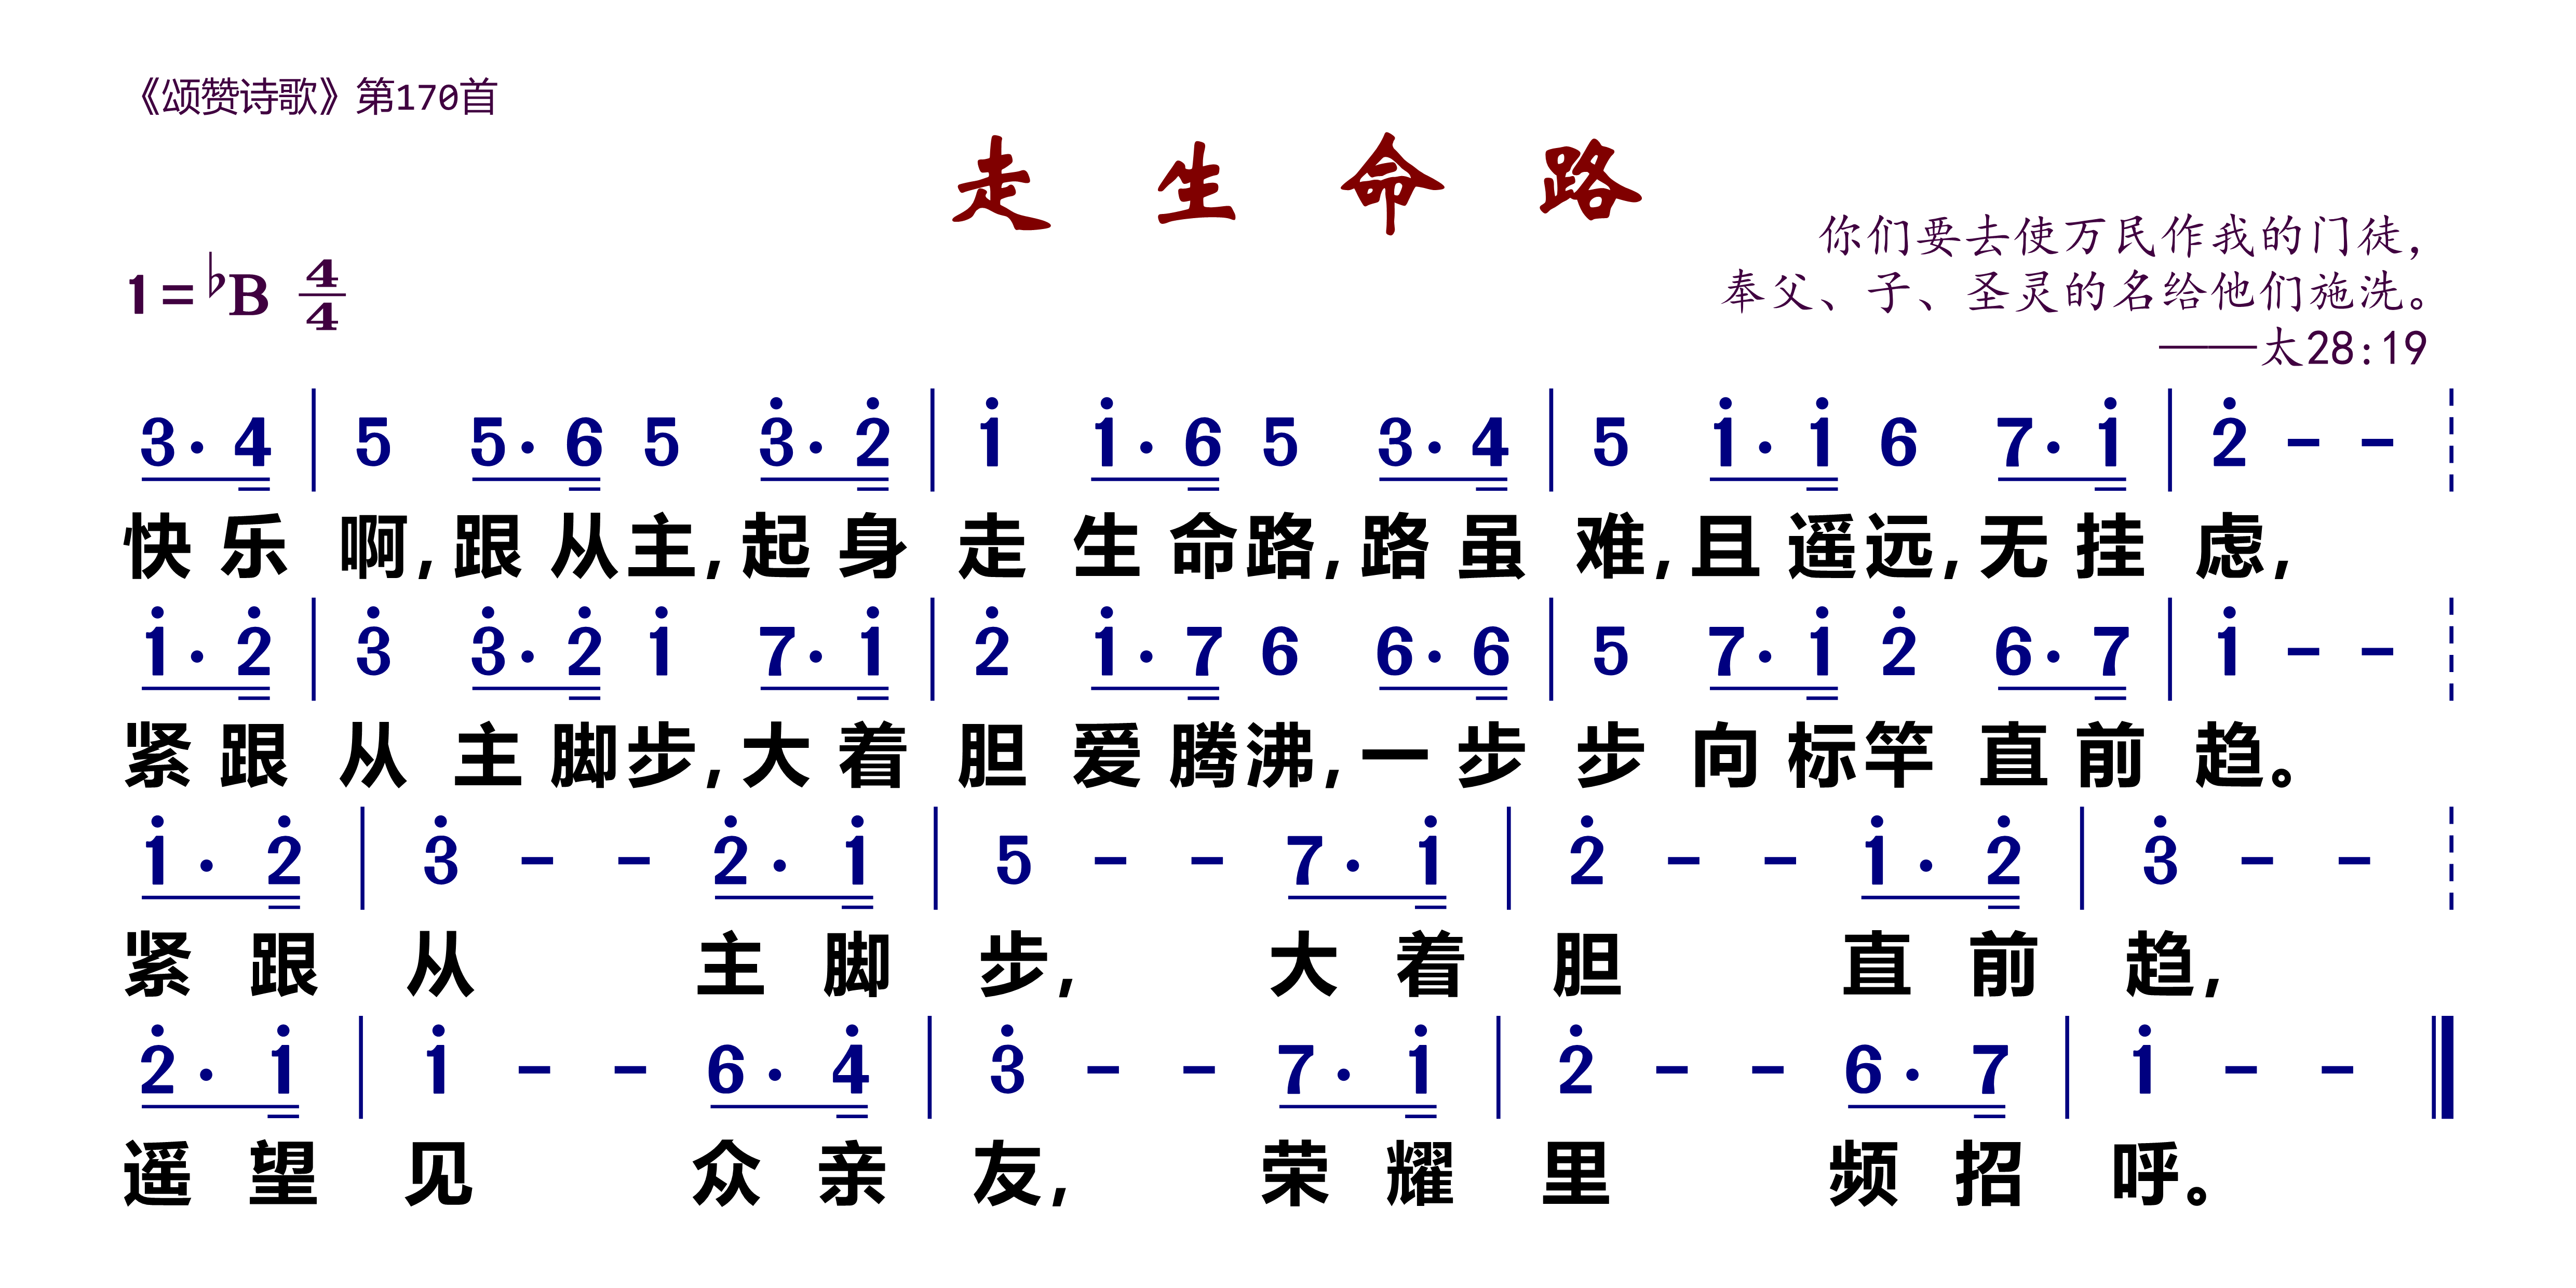 《颂赞诗歌》第170首
走生命路
你们要去使万民作我的门徒，
奉父、子、圣灵的名给他们施洗。
——太28:19
1=♭B 4/4
3· 4 | 5 5· 6 5 3̇· 2̇ | 1̇ 1̇· 6 5 3· 4 | 5 1̇· 1̇ 6 7· 1̇ | 2̇ - - ¦
快乐啊,跟从主,起身走生命路,路虽难,且遥远,无挂虑,
1̇· 2̇ | 3̇ 3̇· 2̇ 1̇ 7· 1̇ | 2̇ 1̇· 7 6 6· 6 | 5 7· 1̇ 2̇ 6· 7 | 1̇ - - ¦
紧跟从主脚步,大着胆爱腾沸,一步步向标竿直前趋。
1̇· 2̇ | 3̇ - - 2̇· 1̇ | 5 - - 7· 1̇ | 2̇ - - 1̇· 2̇ | 3̇ - - ¦
紧跟从主脚步,大着胆直前趋,
2̇· 1̇ | 1̇ - - 6· 4̇ | 3̇ - - 7· 1̇ | 2̇ - - 6· 7 | 1̇ - - ‖
遥望见众亲友,荣耀里频招呼。